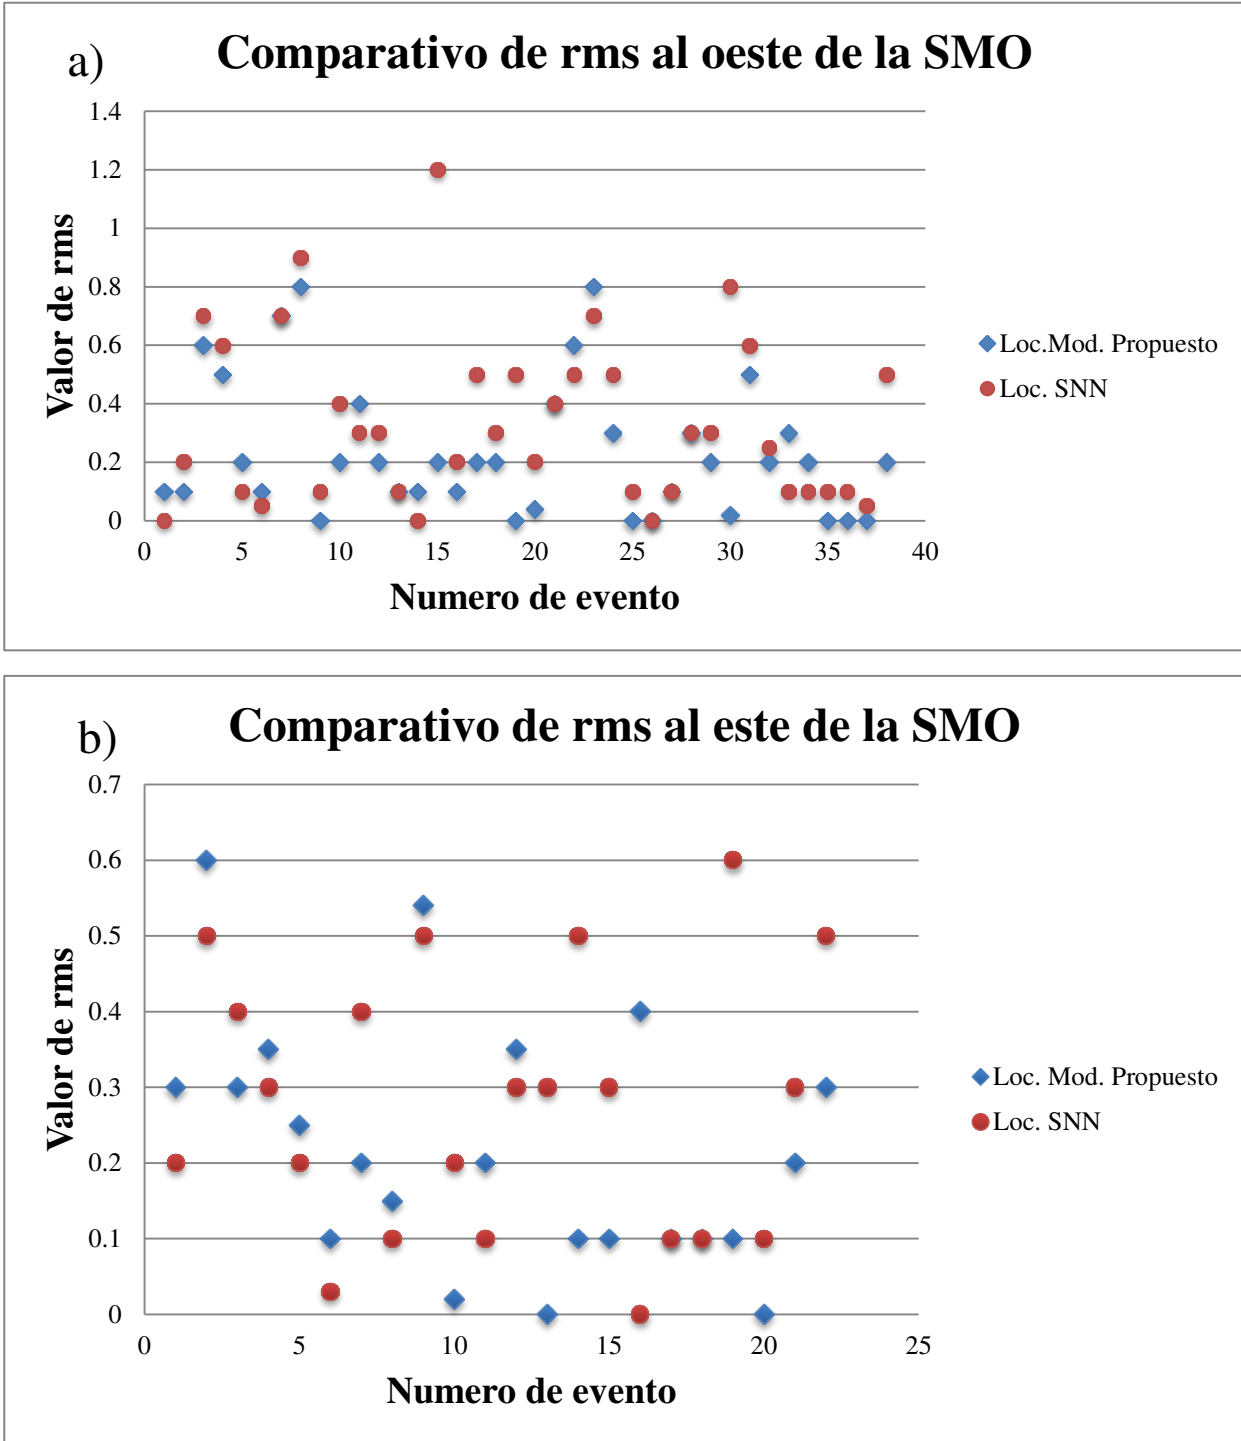 a)
Comparativo de rms al oeste de la SMO
1.4
1.2
1
0.8
0.6
0.4
0.2
0
0 5 10 15 20 25 30 35 40
Valor de rms
Numero de evento
Loc.Mod. Propuesto
Loc. SNN
b)
Comparativo de rms al este de la SMO
0.7
0.6
0.5
0.4
0.3
0.2
0.1
0
0 5 10 15 20 25
Valor de rms
Numero de evento
Loc. Mod. Propuesto
Loc. SNN